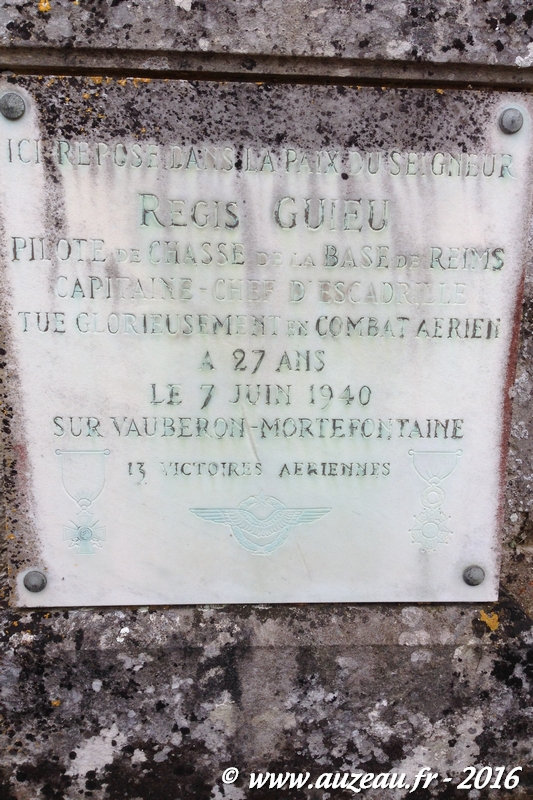 ICI REPOSE DANS LA PAIX DU SEIGNEUR
REGIS GUIEU
PILOTE DE CHASSE DE LA BASE DE REIMS
CAPITAINE-CHEF D'ESCADRILLE
TUE GLORIEUSEMENT EN COMBAT AERIEN
A 27 ANS
LE 7 JUIN 1940
SUR VAUBERON-MORTEFONTAINE
13 VICTOIRES AERIENNES
© www.auzeau.fr - 2016